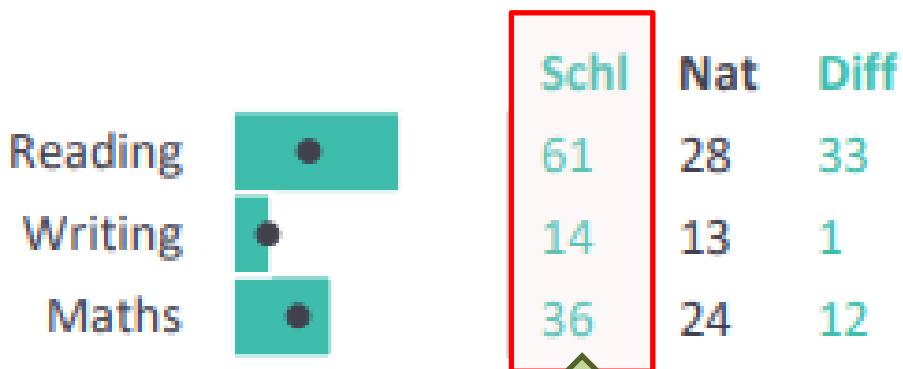 Schl Nat Diff
Reading 61 28 33
Writing 14 13 1
Maths 36 24 12